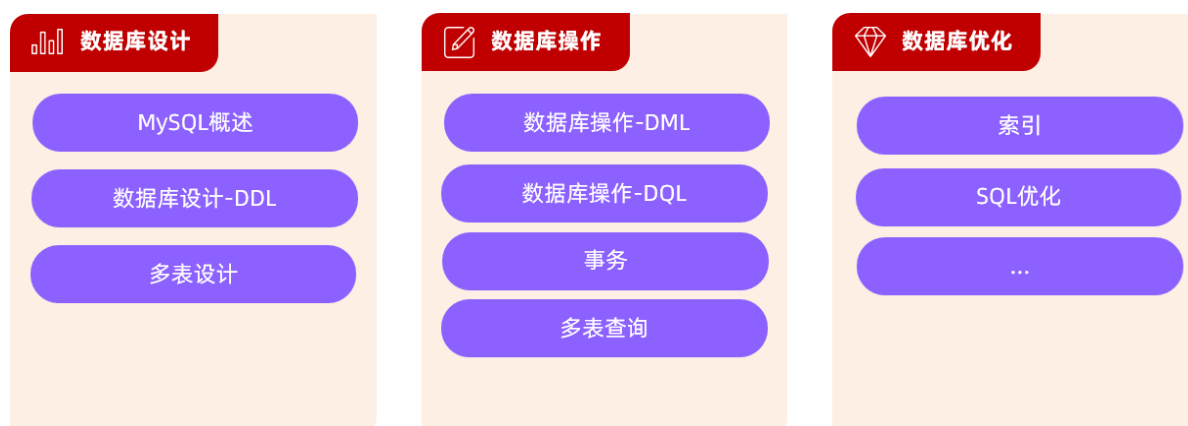 数据库设计
MySQL概述
数据库设计-DDL
多表设计
数据库操作
数据库操作-DML
数据库操作-DQL
事务
多表查询
数据库优化
索引
SQL优化
...